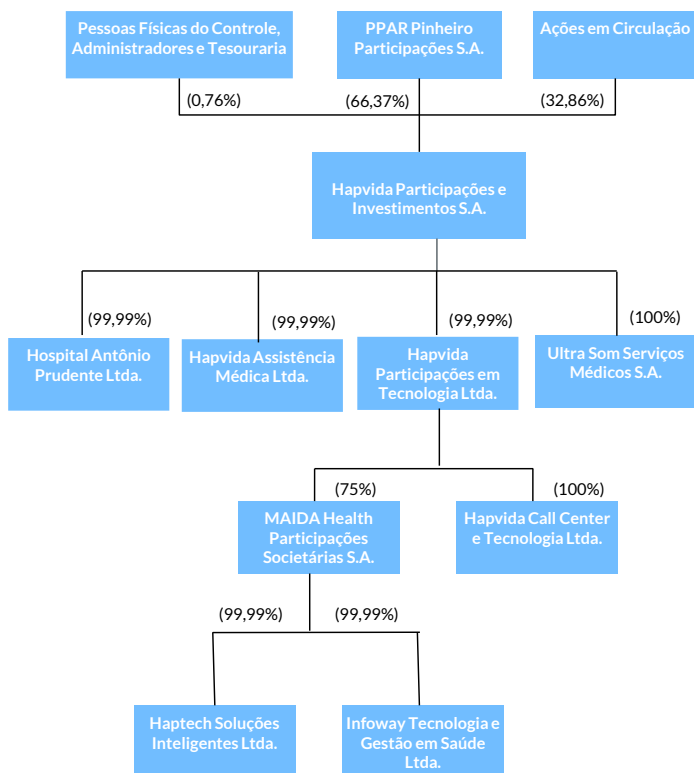 Pessoas Físicas do Controle,
Administradores e Tesouraria
PPAR Pinheiro
Participações S.A.
Ações em Circulação
(0,76%)
(66,37%)
(32,86%)
Hapvida Participações e
Investimentos S.A.
(99,99%)
(99,99%)
(99,99%)
(100%)
Hospital Antônio
Prudente Ltda.
Hapvida Assistência
Médica Ltda.
Hapvida
Participações em
Tecnologia Ltda.
Ultra Som Serviços
Médicos S.A.
(75%)
(100%)
MAIDA Health
Participações
Societárias S.A.
Hapvida Call Center
e Tecnologia Ltda.
(99,99%)
(99,99%)
Haptech Soluções
Inteligentes Ltda.
Infoway Tecnologia e
Gestão em Saúde
Ltda.